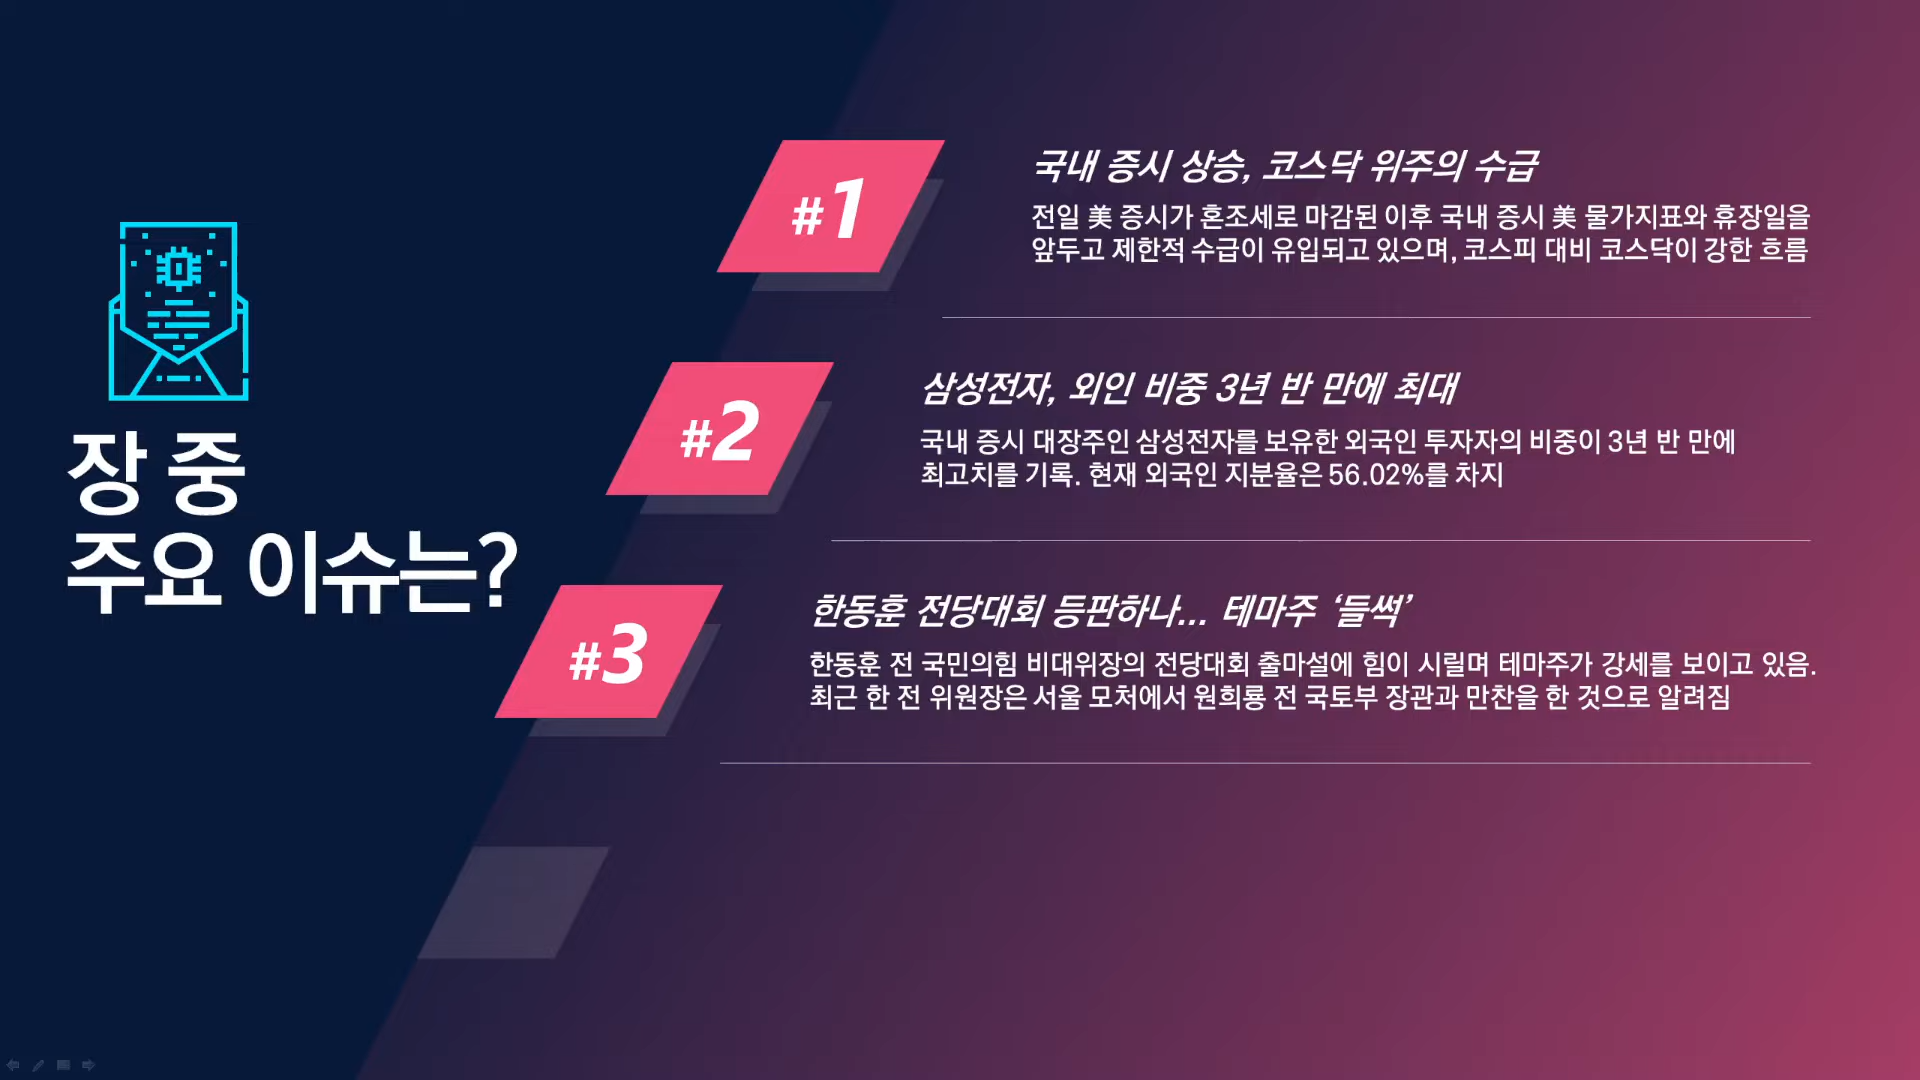 장 중
주요 이슈는?
#1
국내 증시 상승, 코스닥 위주의 수급
전일 美 증시가 혼조세로 마감된 이후 국내 증시 美 물가지표와 휴장일을
앞두고 제한적 수급이 유입되고 있으며, 코스피 대비 코스닥이 강한 흐름
#2
삼성전자, 외인 비중 3년 반 만에 최대
국내 증시 대장주인 삼성전자를 보유한 외국인 투자자의 비중이 3년 반 만에
최고치를 기록. 현재 외국인 지분율은 56.02%를 차지
#3
한동훈 전당대회 등판하나... 테마주 ‘들썩’
한동훈 전 국민의힘 비대위장의 전당대회 출마설에 힘이 시릴며 테마주가 강세를 보이고 있음.
최근 한 전 위원장은 서울 모처에서 원희룡 전 국토부 장관과 만찬을 한 것으로 알려짐